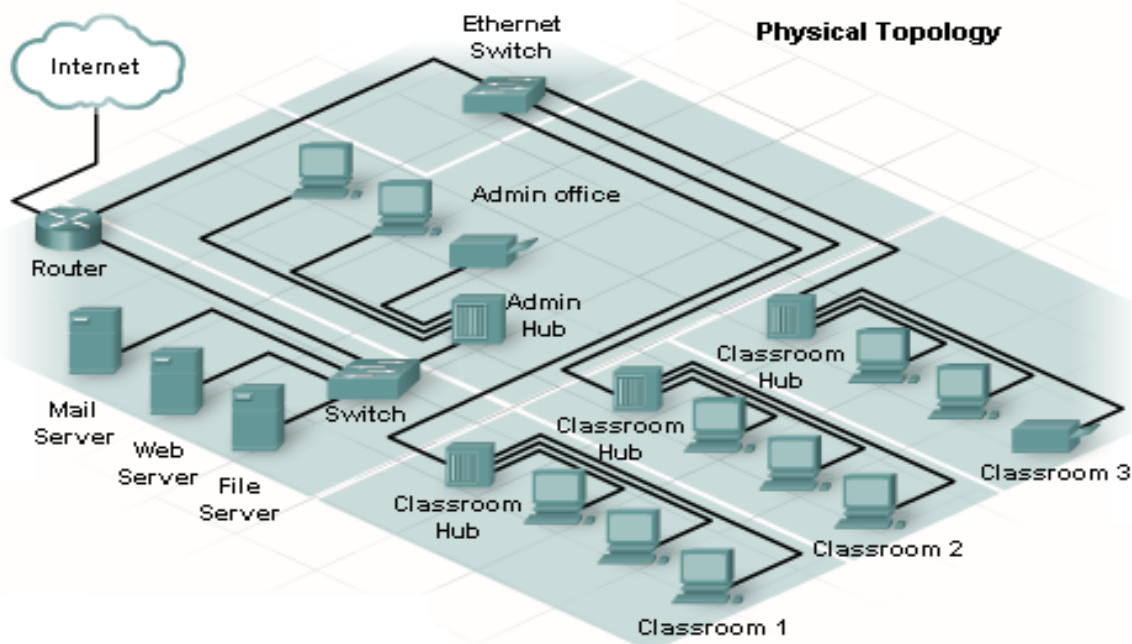 Physical Topology
Ethernet
Switch
Internet
Admin office
Router
Admin
Hub
Classroom
Hub
Mail
Server
Web
Server
File
Server
Switch
Classroom
Hub
Classroom 3
Classroom
Hub
Classroom 2
Classroom 1